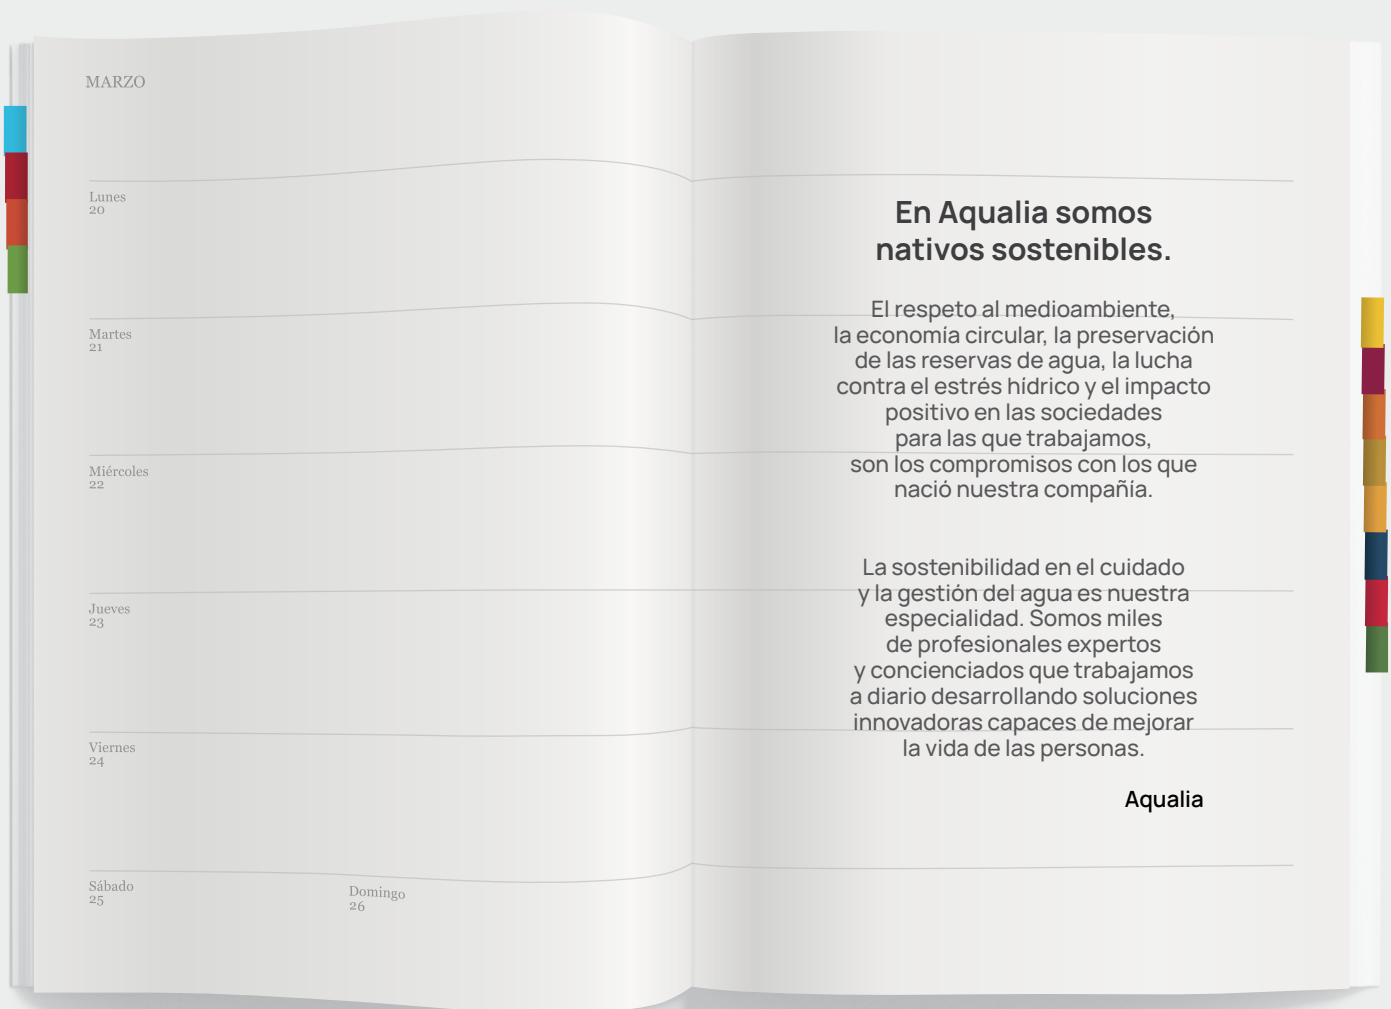 MARZO
Lunes
20
Martes
21
Miércoles
22
Jueves
23
Viernes
24
Sábado
25
Domingo
26
En Aqualia somos
nativos sostenibles.
El respeto al medioambiente,
la economía circular, la preservación
de las reservas de agua, la lucha
contra el estrés hídrico y el impacto
positivo en las sociedades
para las que trabajamos,
son los compromisos con los que
nació nuestra compañía.
La sostenibilidad en el cuidado
y la gestión del agua es nuestra
especialidad. Somos miles
de profesionales expertos
y concienciados que trabajamos
a diario desarrollando soluciones
innovadoras capaces de mejorar
la vida de las personas.
Aqualia